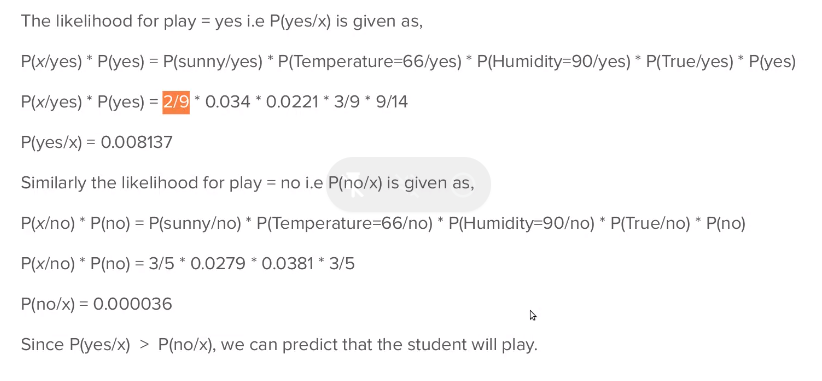 The likelihood for play = yes i.e P(yes/x) is given as,
P(x/yes) * P(yes) = P(sunny/yes) * P(Temperature=66/yes) * P(Humidity=90/yes) * P(True/yes) * P(yes)
P(x/yes) * P(yes) = 2/9 * 0.034 * 0.0221 * 3/9 * 9/14
P(yes/x) = 0.008137
Similarly the likelihood for play = no i.e P(no/x) is given as,
P(x/no) * P(no) = P(sunny/no) * P(Temperature=66/no) * P(Humidity=90/no) * P(True/no) * P(no)
P(x/no) * P(no) = 3/5 * 0.0279 * 0.0381 * 3/5
P(no/x) = 0.000036
Since P(yes/x) > P(no/x), we can predict that the student will play.